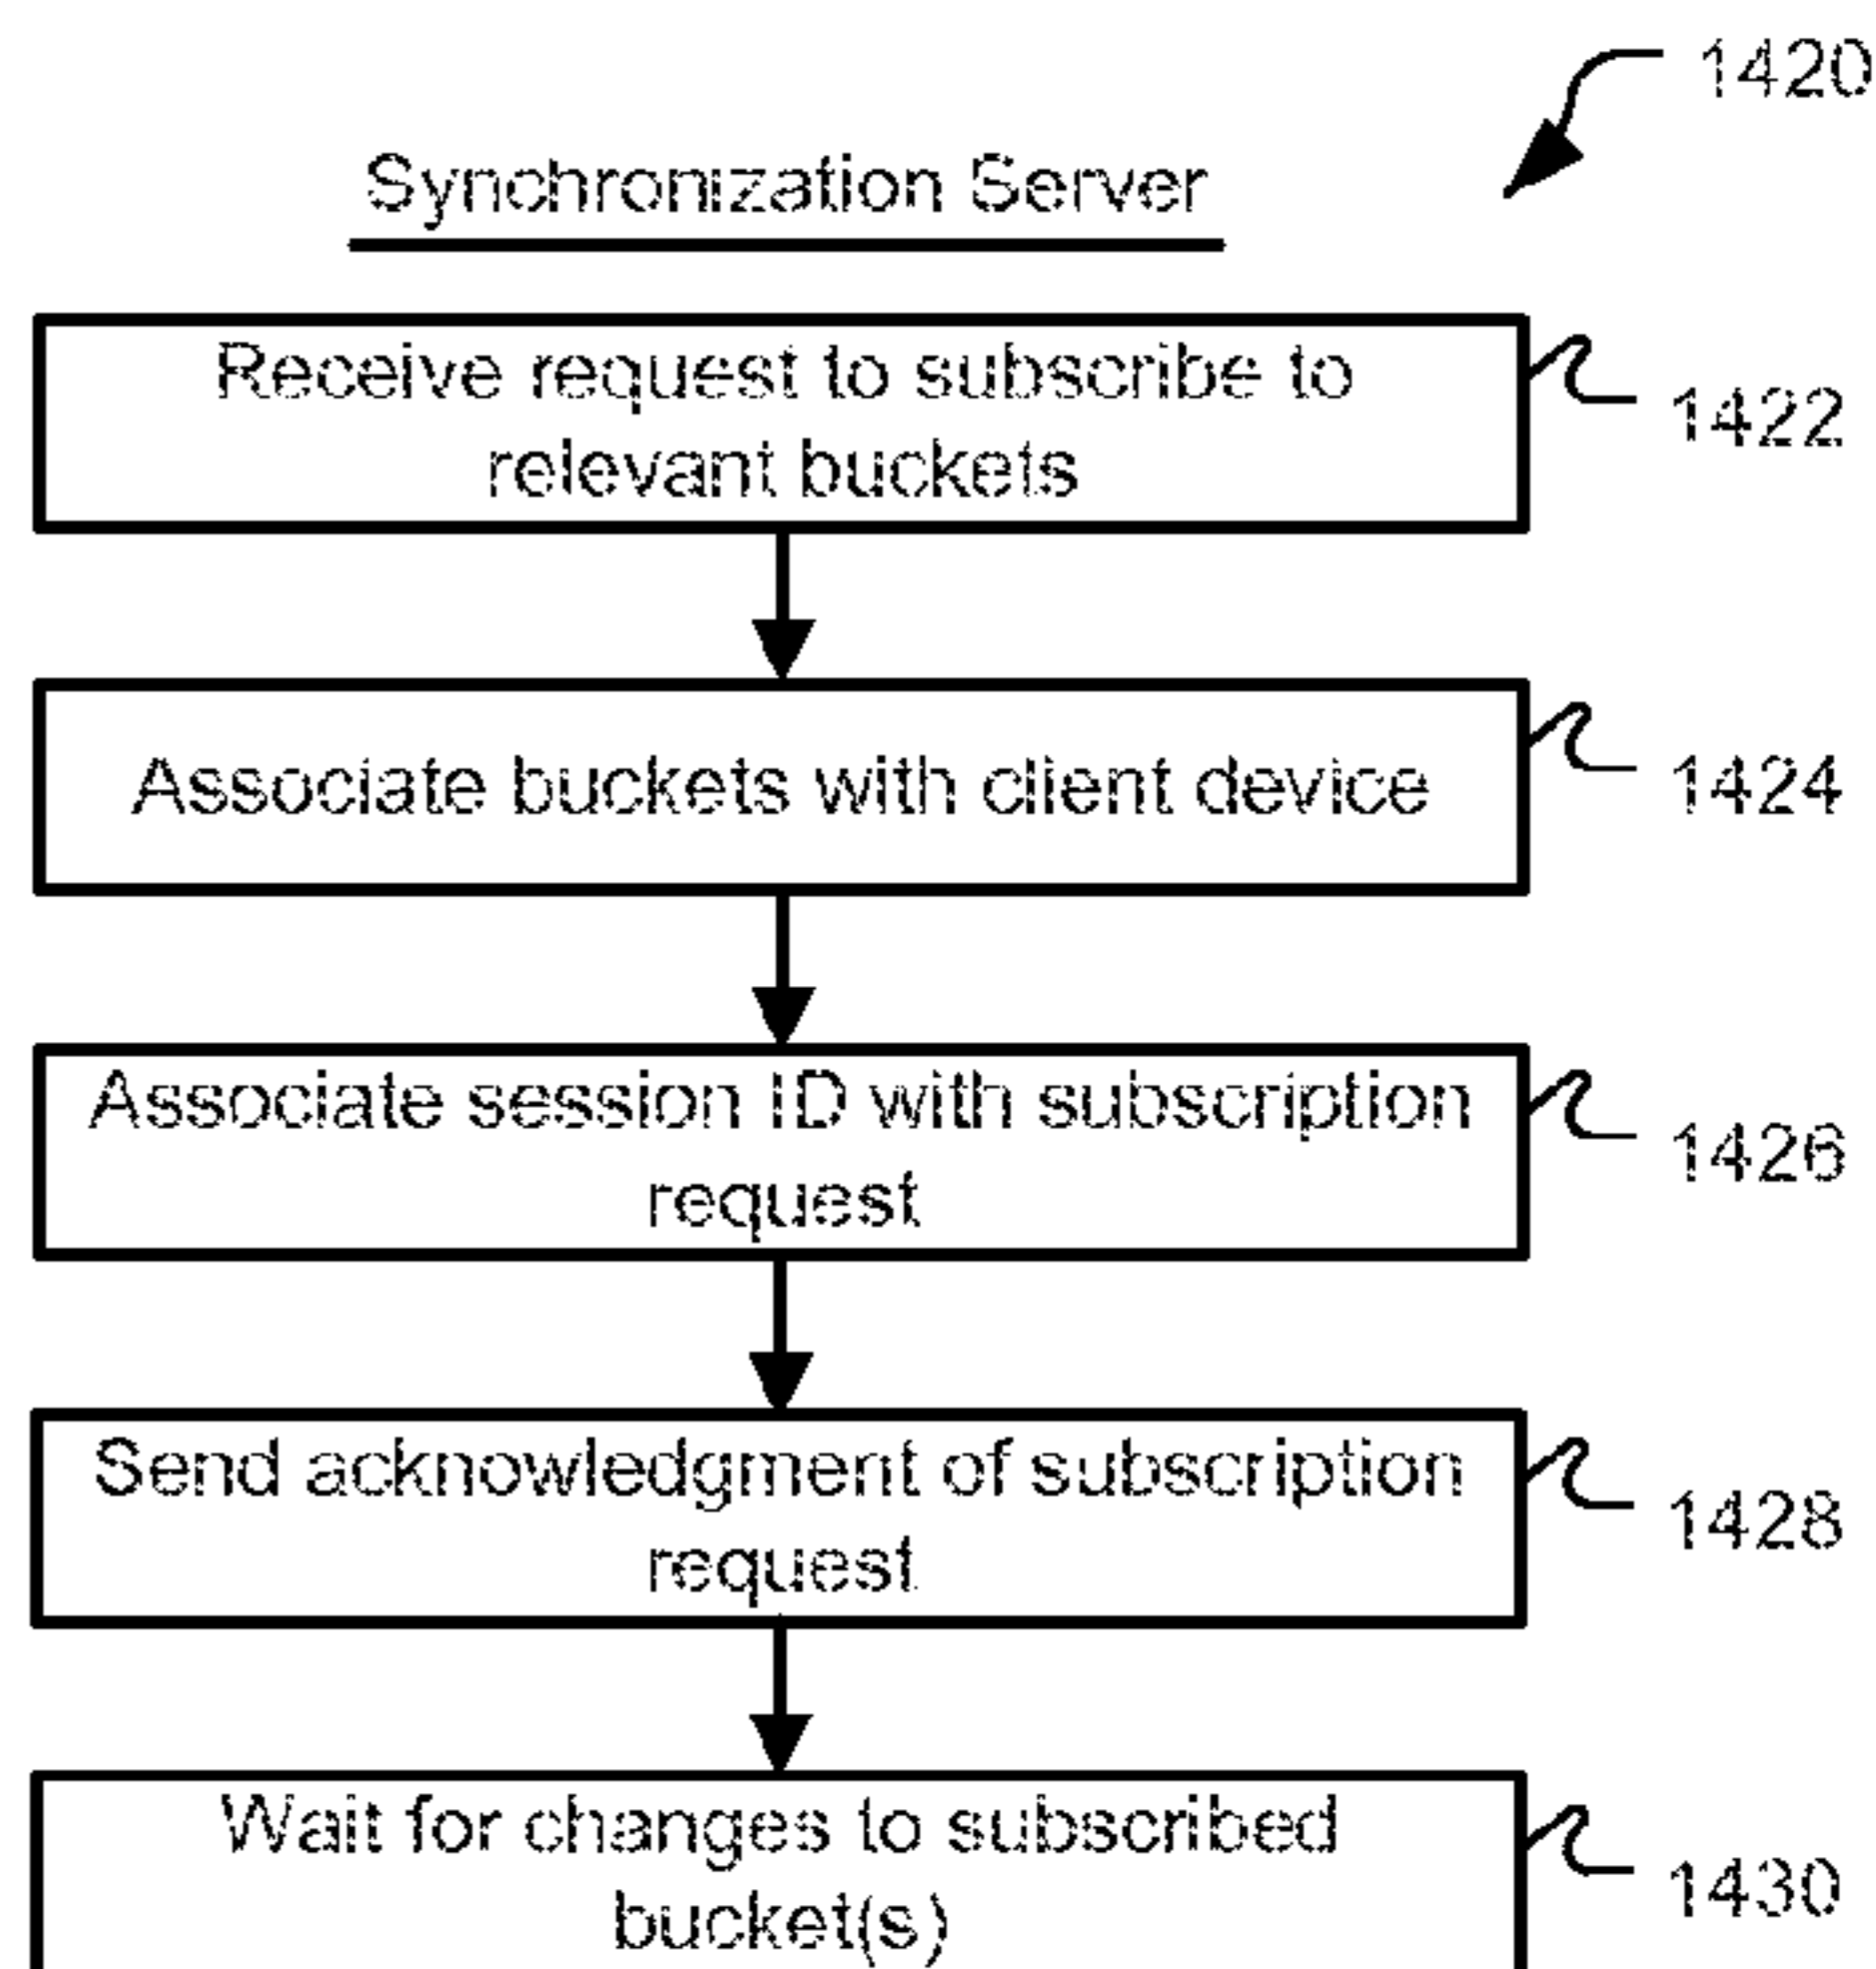 1420
Synchronization Server
Receive request to subscribe to
relevant buckets
1422
Associate buckets with client device
1424
Associate session ID with subscription
request
1426
Send acknowledgment of subscription
request
1428
Wait for changes to subscribed
bucket(s)
1430